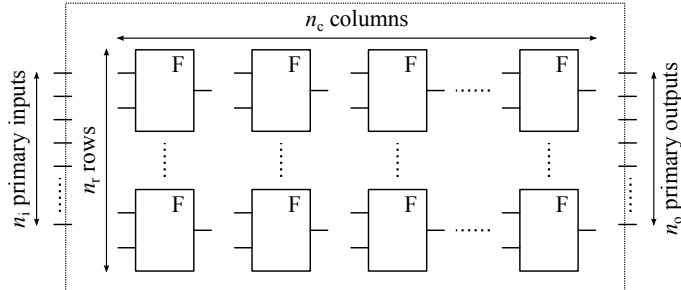 n_c columns
F F F F
n_i primary inputs
n_r rows
n_o primary outputs
F F F F